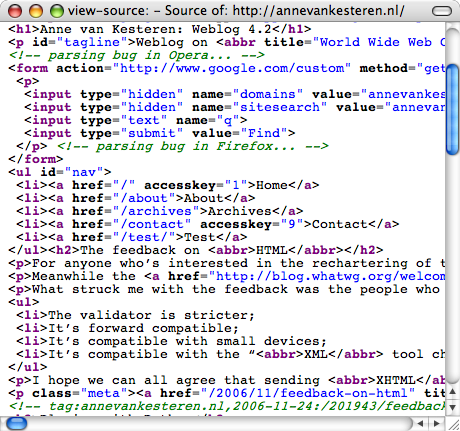 view-source: - Source of: http://annevankesteren.nl/
<h1>Anne van Kesteren: Weblog 4.2</h1>
<p id="tagline">Weblog on <abbr title="World Wide Web C
<!-- parsing bug in Opera... -->
<form action="http://www.google.com/custom" method="get
<p>
<input type="hidden" name="domains" value="annevankes
<input type="hidden" name="sitesearch" value="annevan
<input type="text" name="q">
<input type="submit" value="Find">
</p> <!-- parsing bug in Firefox... -->
</form>
<ul id="nav">
<li><a href="/" accesskey="1">Home</a>
<li><a href="/about">About</a>
<li><a href="/archives">Archives</a>
<li><a href="/contact" accesskey="9">Contact</a>
<li><a href="/test/">Test</a>
</ul><h2>The feedback on <abbr>HTML</abbr></h2>
<p>For anyone who’s interested in the rechartering of t
<p>Meanwhile the <a href="http://blog.whatwg.org/welcom
<p>What struck me with the feedback was the people who
<ul>
<li>The validator is stricter;
<li>It’s forward compatible;
<li>It’s compatible with small devices;
<li>It’s compatible with the “<abbr>XML</abbr> tool ch
</ul>
<p>I hope we can all agree that sending <abbr>XHTML</ab
<p class="meta"><a href="/2006/11/feedback-on-html" tit
<!-- tag:annevankesteren.nl,2006-11-24:/201943/feedback